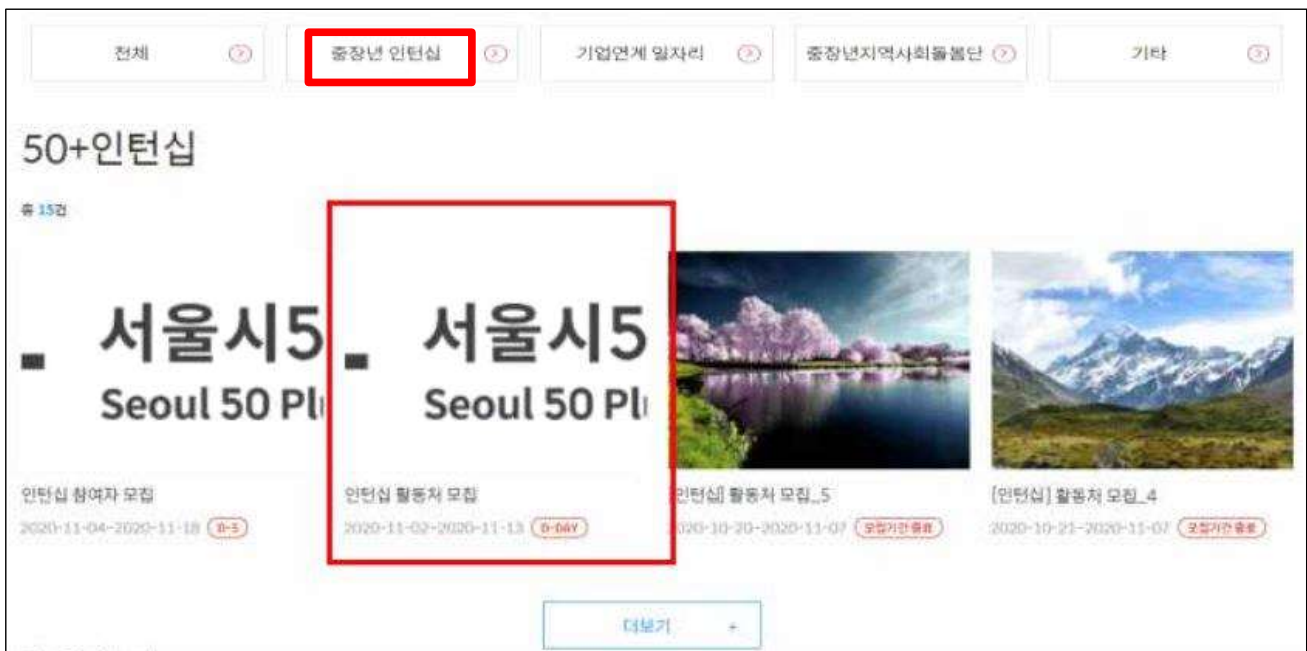 전체
중장년 인턴십
기업연계 일자리
중장년지역사회돌봄단
기타
50+인턴십
총 15건
서울시5
Seoul 50 Pl
서울시5
Seoul 50 Pl
인턴십 참여자 모집
2020-11-04~2020-11-18 D-5
인턴십 활동처 모집
2020-11-02~2020-11-13 D-DAY
[인턴십] 활동처 모집_5
2020-10-20~2020-11-07 모집기간 종료
[인턴십] 활동처 모집_4
2020-10-21~2020-11-07 모집기간 종료
더보기 +